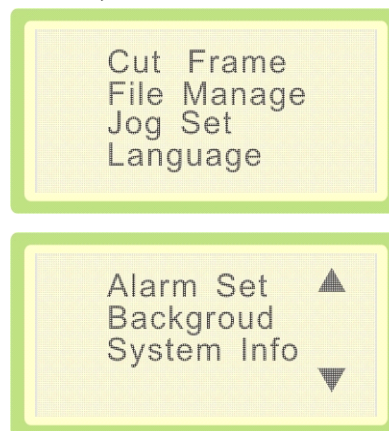 Cut Frame
File Manage
Jog Set
Language
Alarm Set
Backgroud
System Info